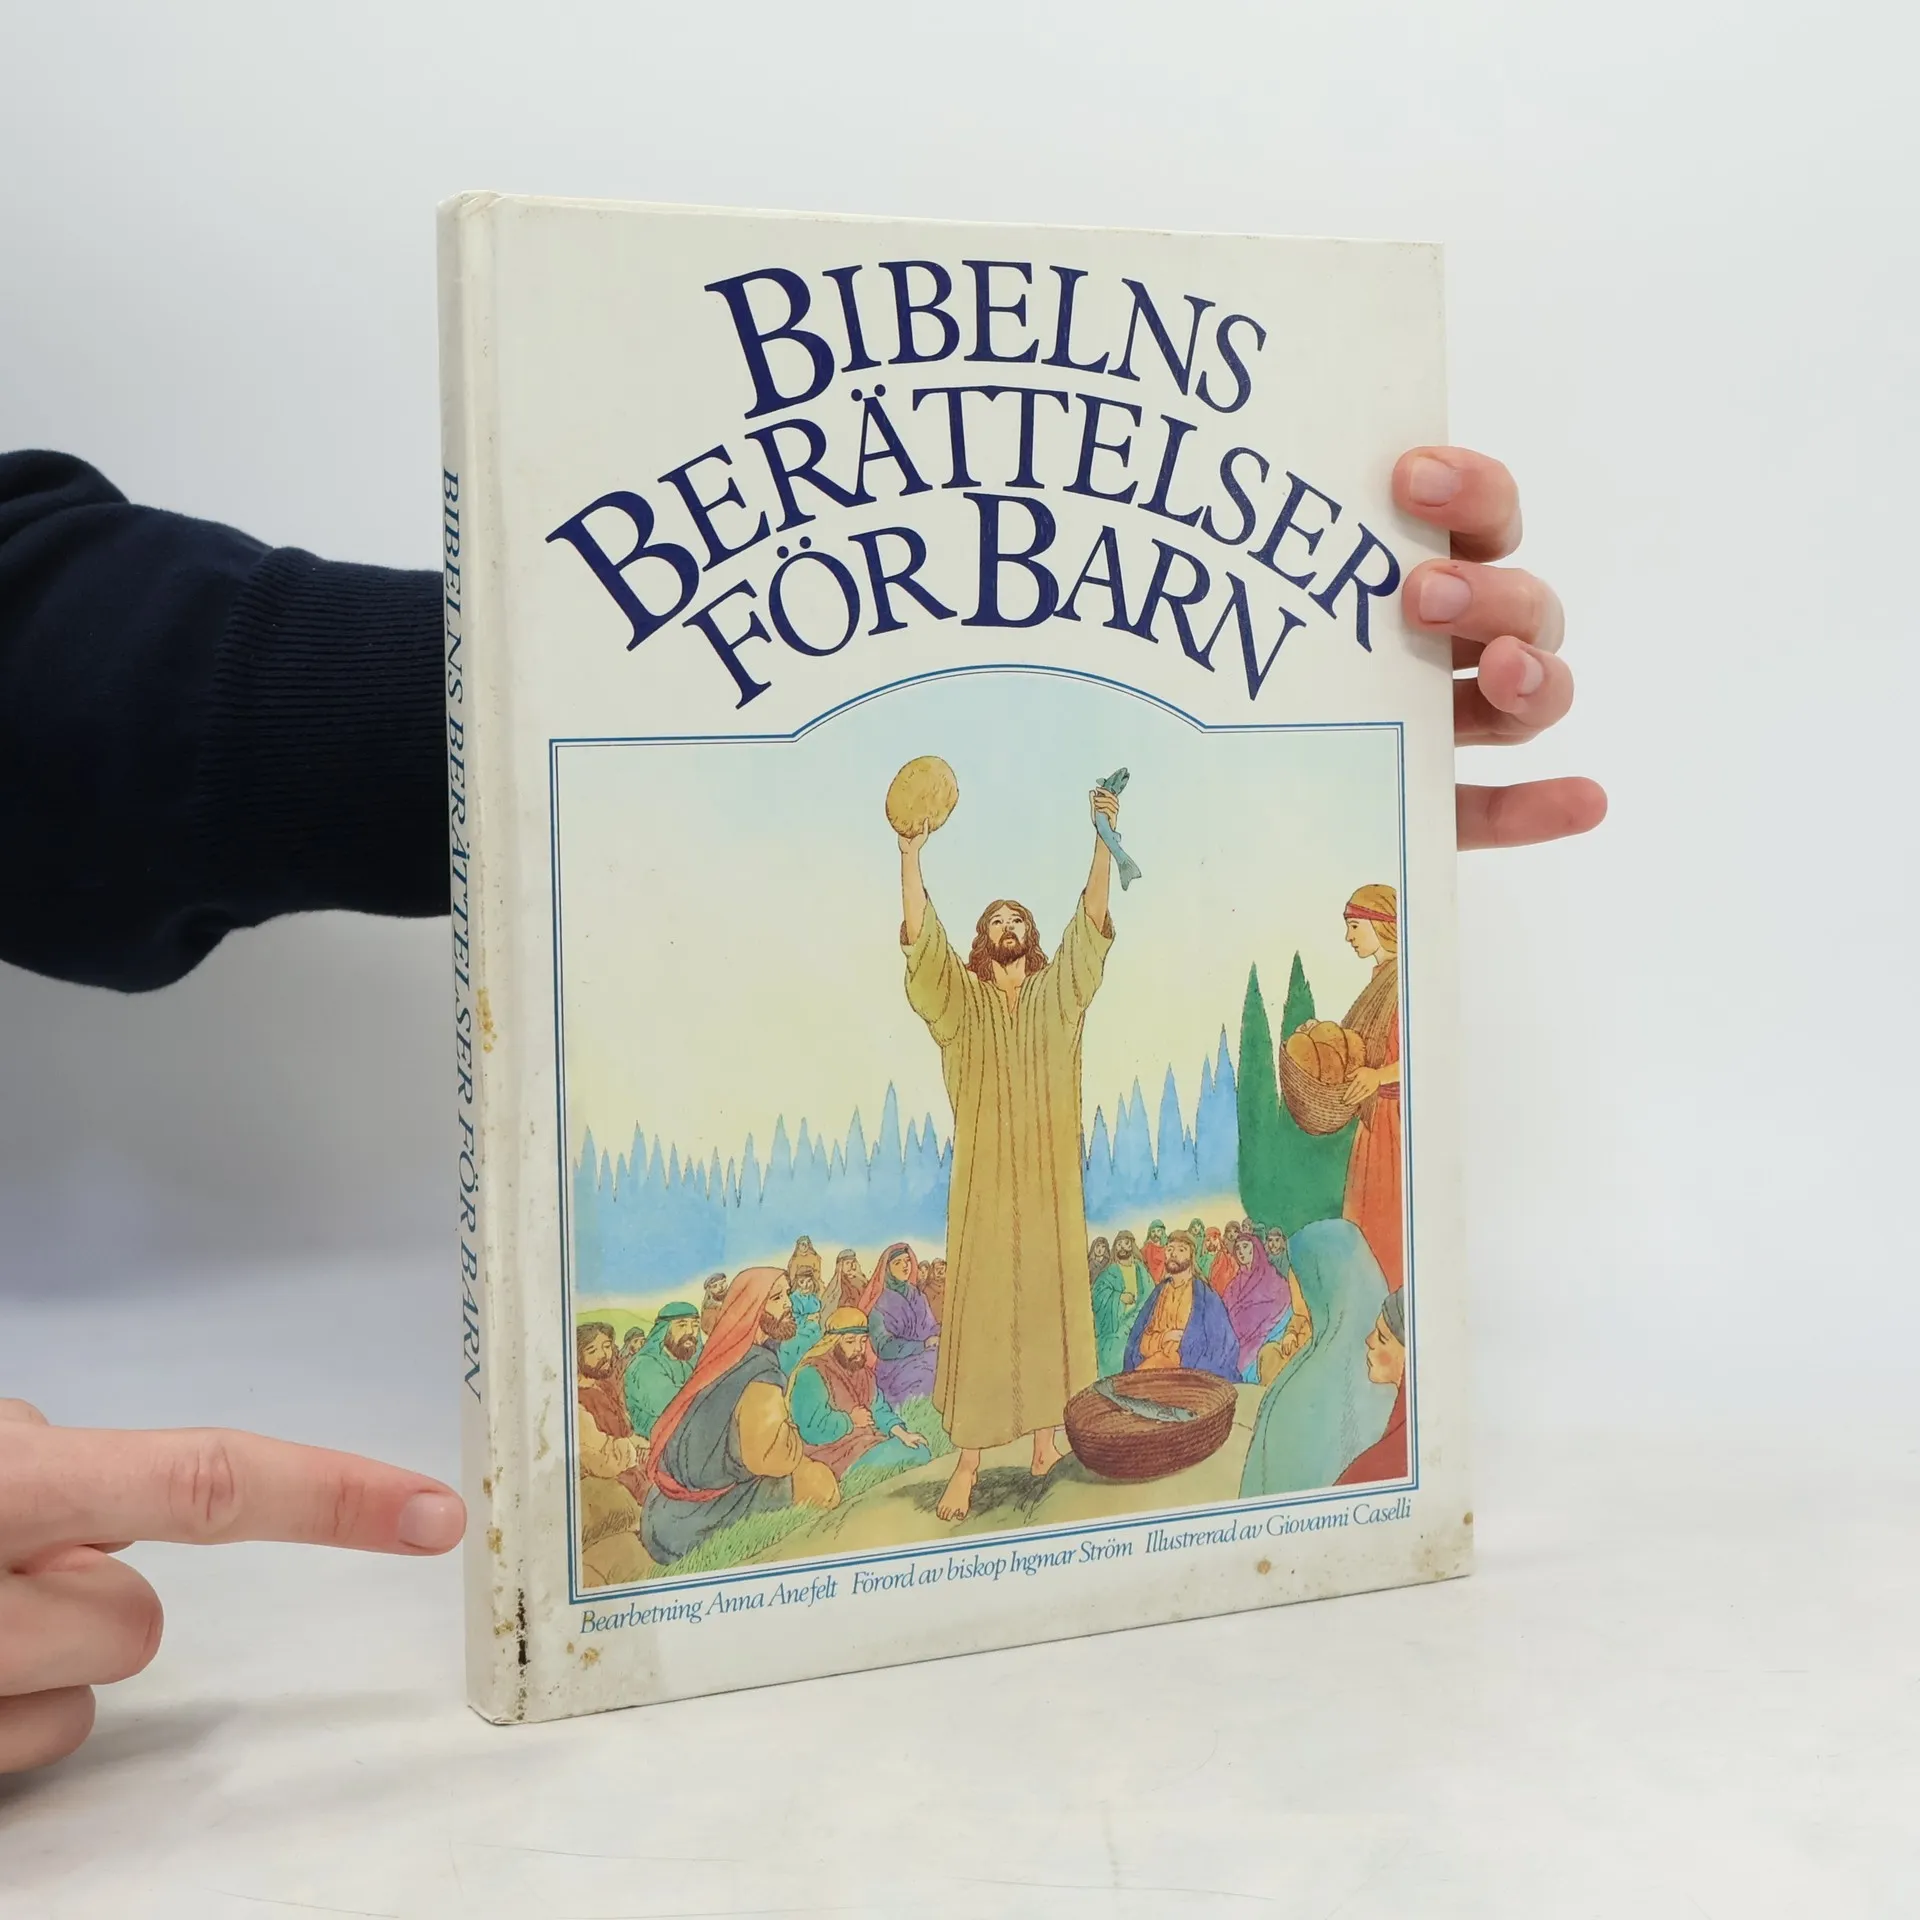 BIBELNS
BERÄTTELSER
FÖR BARN
Bearbetning Anna Anefelt Förord av biskop Ingmar Ström Illustrerad av Giovanni Caselli
BIBELNS BERÄTTELSER FÖR BARN